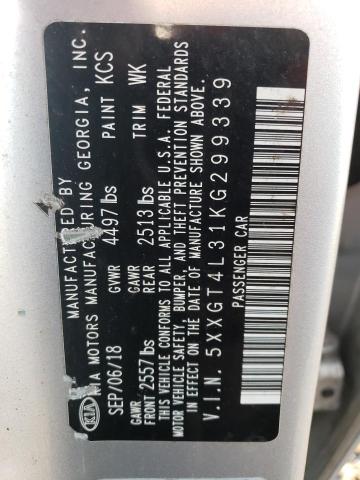 MANUFACTURED BY
KIA MOTORS MANUFACTURING GEORGIA, INC.
KIA
SEP/06/18 GVWR 4497 lbs PAINT KCS
GAWR FRONT 2557 lbs GAWR REAR 2513 lbs TRIM WK
THIS VEHICLE CONFORMS TO ALL APPLICABLE U.S.A. FEDERAL
MOTOR VEHICLE SAFETY, BUMPER, AND THEFT PREVENTION STANDARDS
IN EFFECT ON THE DATE OF MANUFACTURE SHOWN ABOVE.
V.I.N. 5XXGT4L31KG299339
PASSENGER CAR